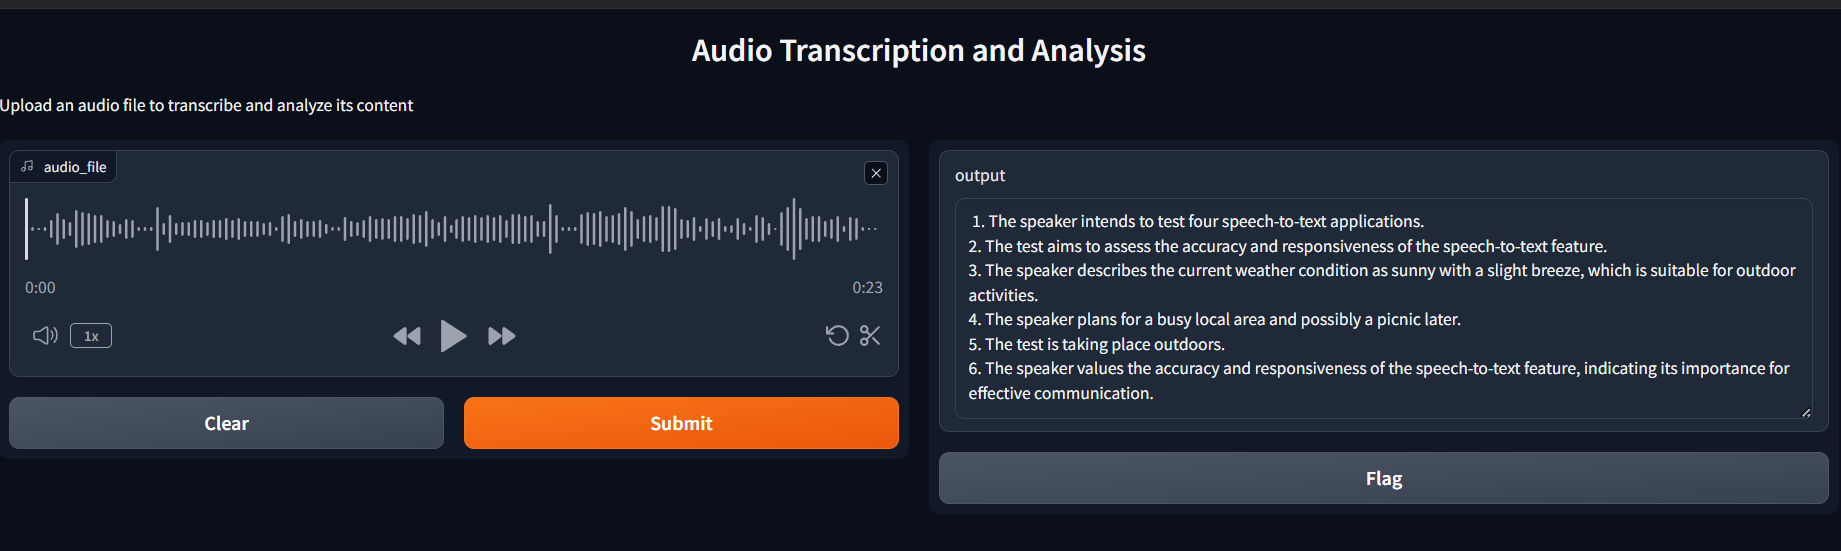 Audio Transcription and Analysis
Upload an audio file to transcribe and analyze its content
audio_file
0:00
0:23
1x
Clear
Submit
output
1. The speaker intends to test four speech-to-text applications.
2. The test aims to assess the accuracy and responsiveness of the speech-to-text feature.
3. The speaker describes the current weather condition as sunny with a slight breeze, which is suitable for outdoor
activities.
4. The speaker plans for a busy local area and possibly a picnic later.
5. The test is taking place outdoors.
6. The speaker values the accuracy and responsiveness of the speech-to-text feature, indicating its importance for
effective communication.
Flag